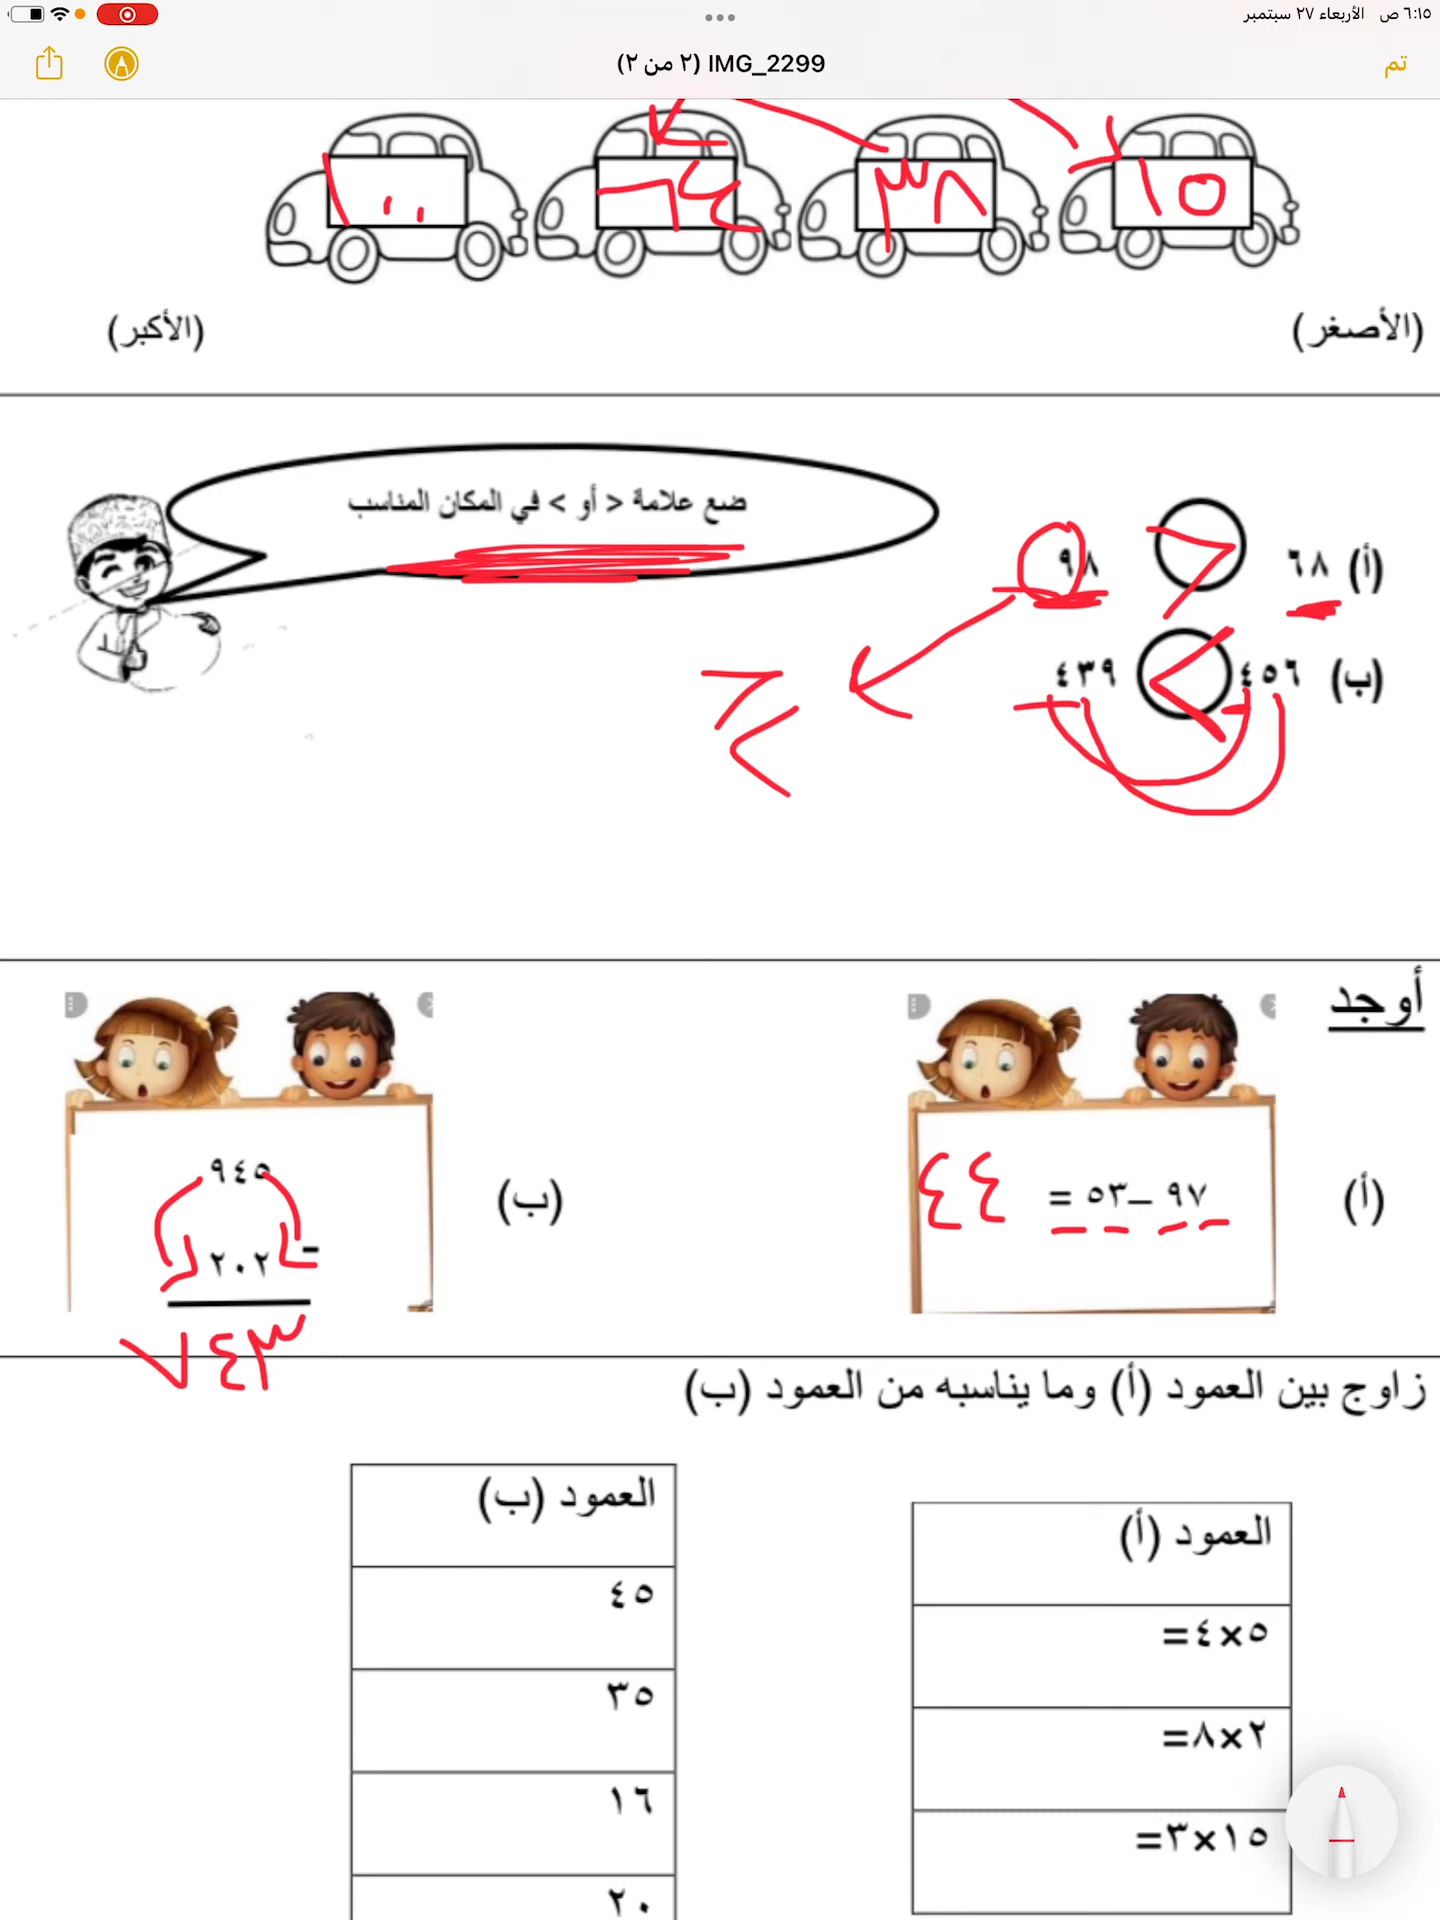 ٦:١٥ ص الأربعاء ٢٧ سبتمبر
تم
IMG_2299 (٢ من ٢)
١٥ ٣٨ ٦٤ ١٠٠
(الأصغر) (الأكبر)
ضع علامة < أو > في المكان المناسب
(أ) ٦٨ > ٩٨
(ب) ٤٥٦ < ٤٣٩
> <
أوجد
(أ) ٩٧ – ٥٣ = ٤٤
(ب)
٩٤٥
- ٢٠٢
٧٤٣
زاوج بين العمود (أ) وما يناسبه من العمود (ب)
العمود (أ)
٥×٤=
٢×٨=
١٥×٣=
العمود (ب)
٤٥
٣٥
١٦
٢٠